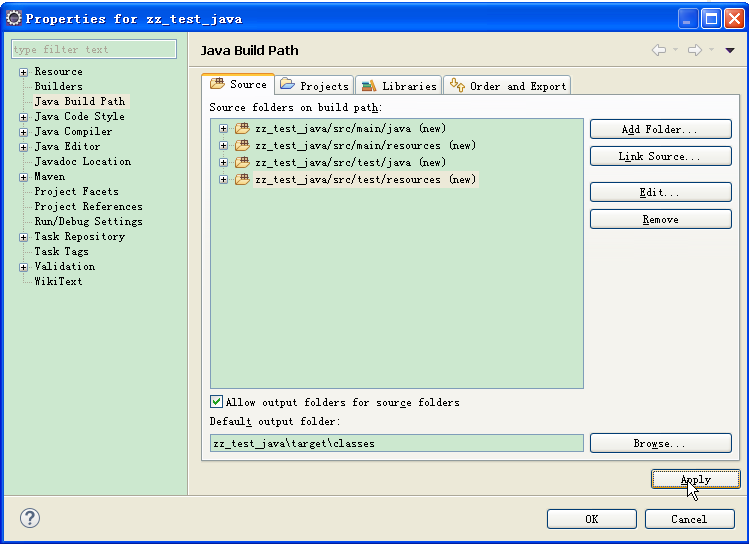 Properties for zz_test_java
type filter text
Resource
Builders
Java Build Path
Java Code Style
Java Compiler
Java Editor
Javadoc Location
Maven
Project Facets
Project References
Run/Debug Settings
Task Repository
Task Tags
Validation
WikiText
Java Build Path
Source Projects Libraries Order and Export
Source folders on build path:
zz_test_java/src/main/java (new)
zz_test_java/src/main/resources (new)
zz_test_java/src/test/java (new)
zz_test_java/src/test/resources (new)
Add Folder...
Link Source...
Edit...
Remove
Allow output folders for source folders
Default output folder:
zz_test_java\target\classes
Browse...
Apply
?
OK Cancel